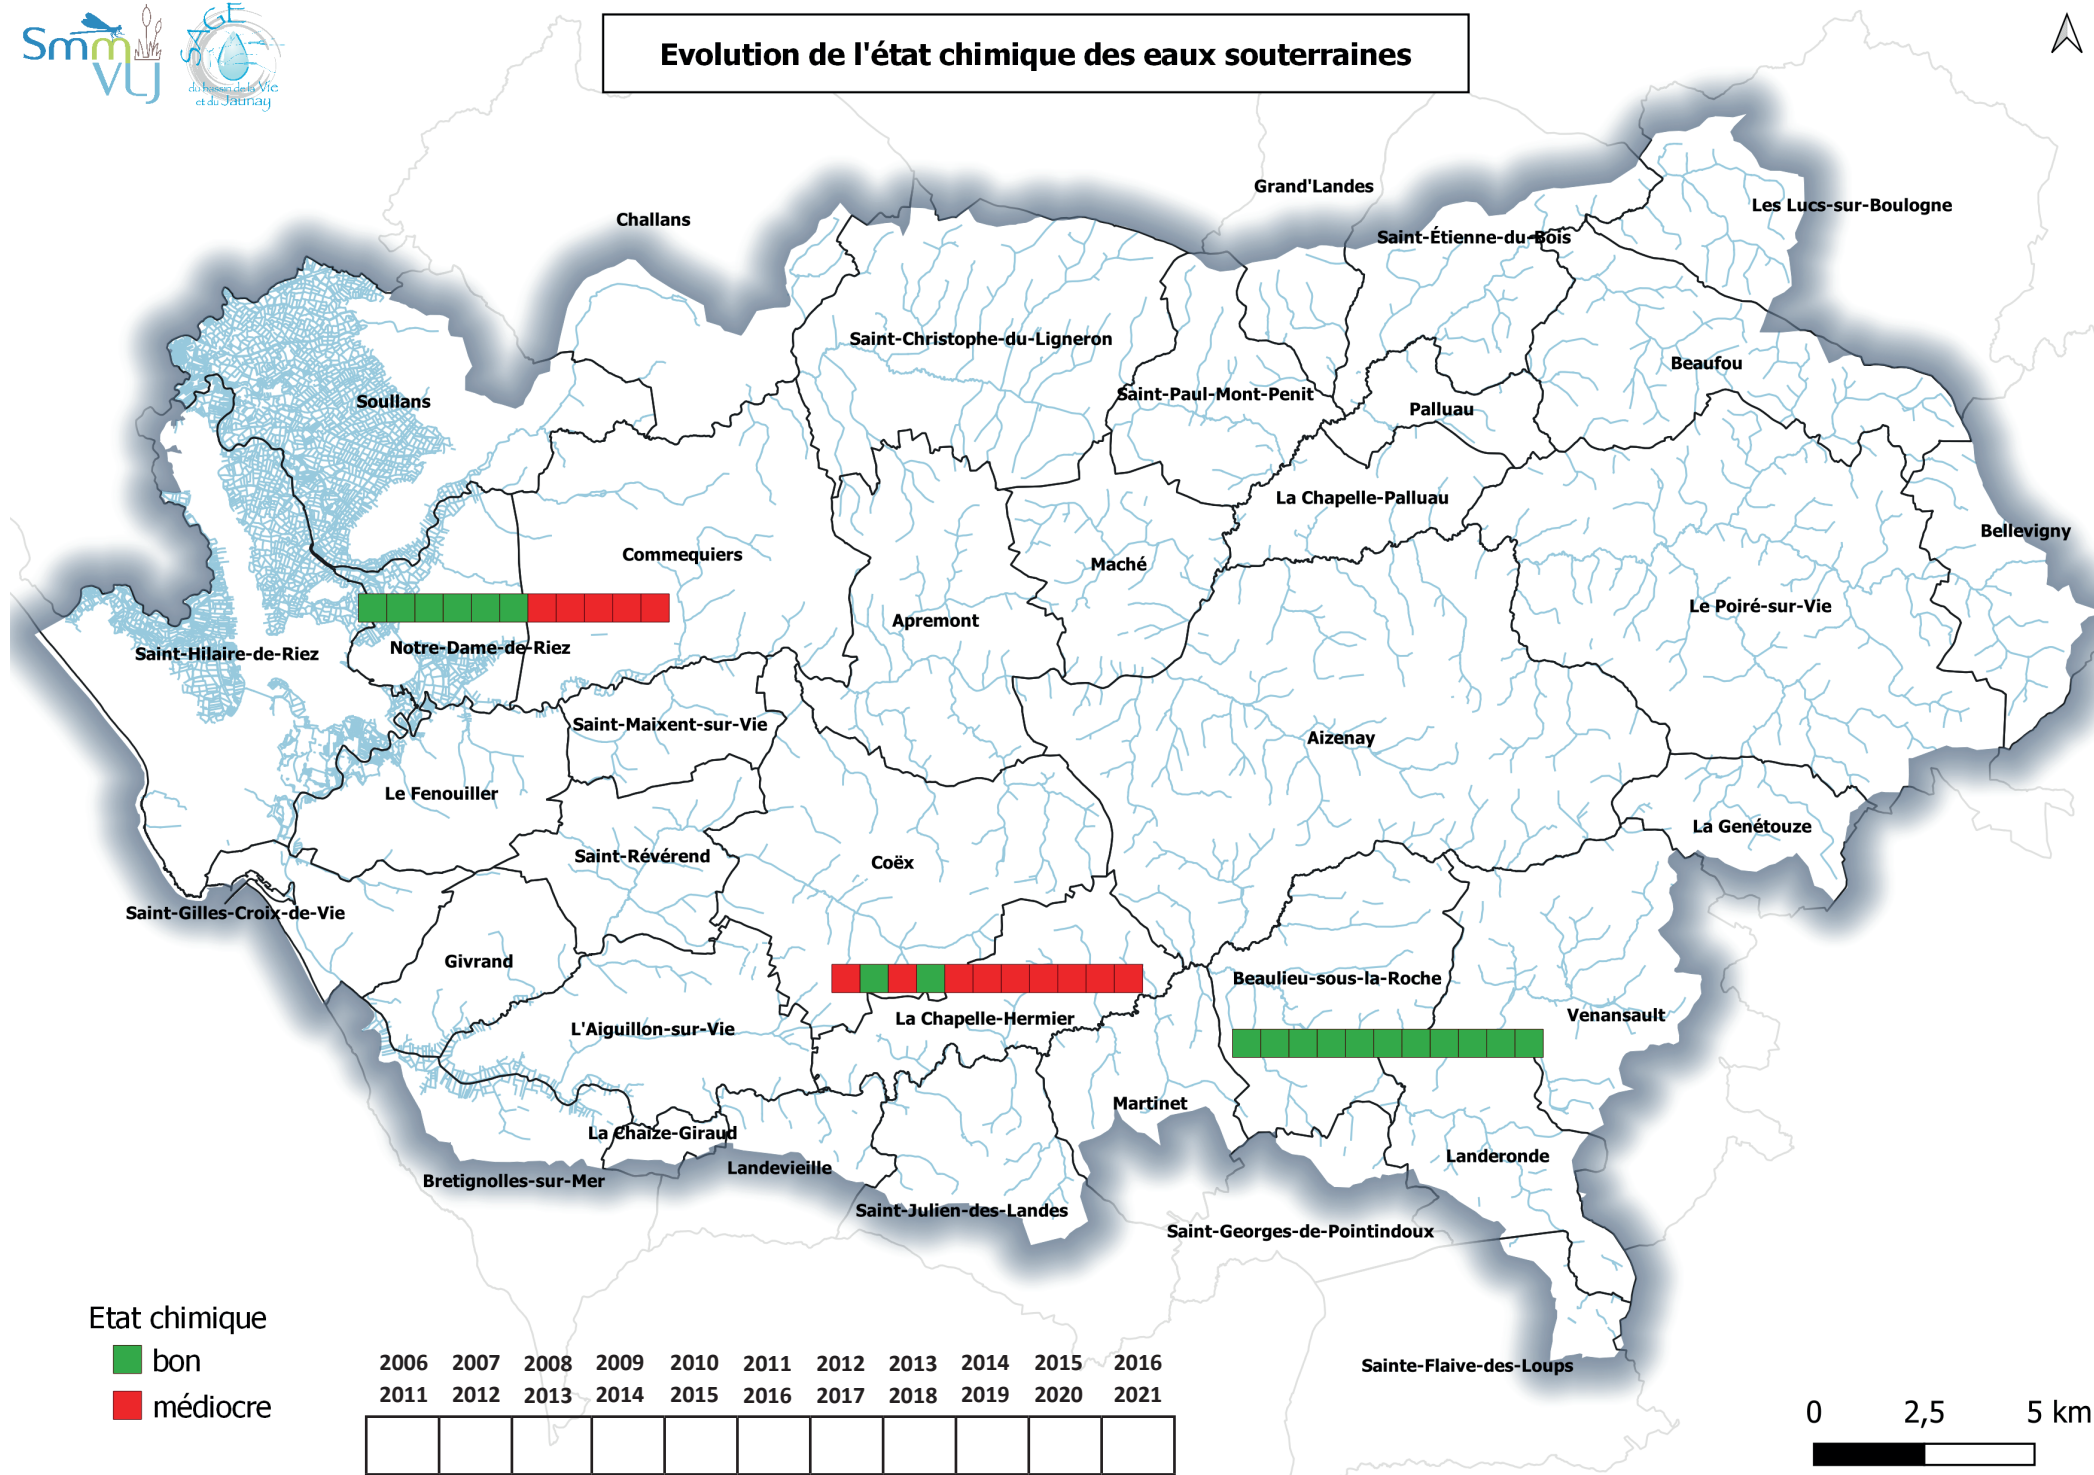 Smm
VLJ
SAGE
du bassin de la Vie
et du Jaunay
Evolution de l'état chimique des eaux souterraines
Grand'Landes
Challans
Les Lucs-sur-Boulogne
Saint-Étienne-du-Bois
Saint-Christophe-du-Ligneron
Beaufou
Soullans
Saint-Paul-Mont-Penit
Palluau
La Chapelle-Palluau
Bellevigny
Commequiers
Maché
Le Poiré-sur-Vie
Apremont
Saint-Hilaire-de-Riez
Notre-Dame-de-Riez
Saint-Maixent-sur-Vie
Aizenay
Le Fenouiller
La Genétouze
Saint-Révérend
Coëx
Saint-Gilles-Croix-de-Vie
Givrand
Beaulieu-sous-la-Roche
La Chapelle-Hermier
Venansault
L'Aiguillon-sur-Vie
Martinet
La Chaize-Giraud
Landeronde
Landevieille
Bretignolles-sur-Mer
Saint-Julien-des-Landes
Saint-Georges-de-Pointindoux
Sainte-Flaive-des-Loups
Etat chimique
bon
médiocre
2006 2007 2008 2009 2010 2011 2012 2013 2014 2015 2016
2011 2012 2013 2014 2015 2016 2017 2018 2019 2020 2021
0 2,5 5 km